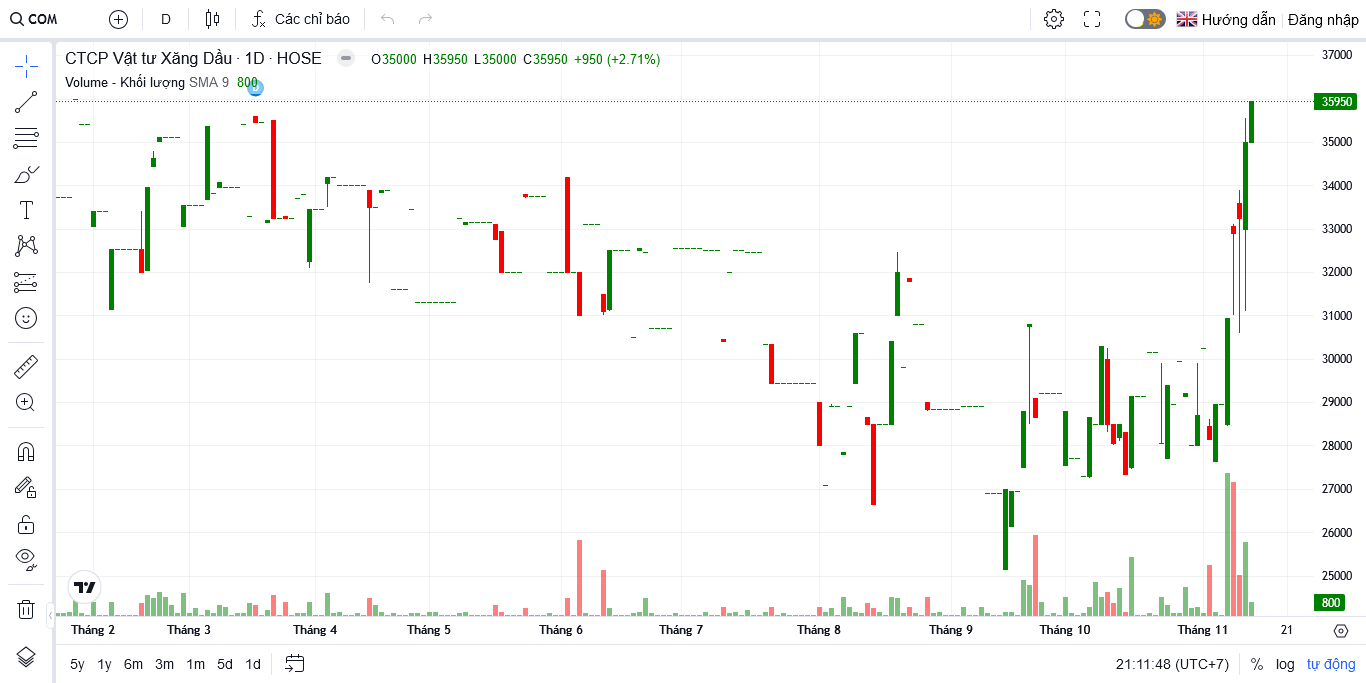 COM D Các chỉ báo Hướng dẫn Đăng nhập
CTCP Vật tư Xăng Dầu · 1D · HOSE O35000 H35950 L35000 C35950 +950 (+2.71%)
Volume - Khối lượng SMA 9 800
37000
35950
35000
34000
33000
32000
31000
30000
29000
28000
27000
26000
25000
800
Tháng 2 Tháng 3 Tháng 4 Tháng 5 Tháng 6 Tháng 7 Tháng 8 Tháng 9 Tháng 10 Tháng 11 21
5y 1y 6m 3m 1m 5d 1d 21:11:48 (UTC+7) % log tự động